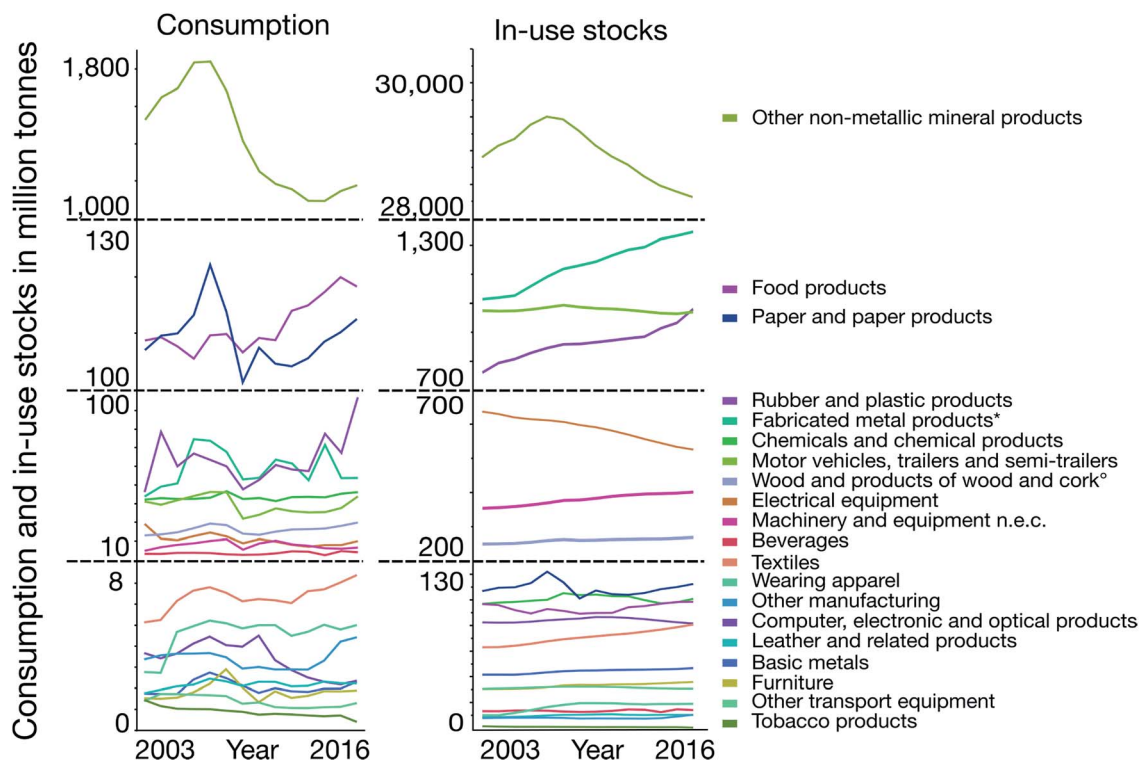 Consumption
In-use stocks
Consumption and in-use stocks in million tonnes
1,800
1,000
130
100
100
10
8
0
2003 Year 2016
30,000
28,000
1,300
700
700
200
130
0
2003 Year 2016
Other non-metallic mineral products
Food products
Paper and paper products
Rubber and plastic products
Fabricated metal products*
Chemicals and chemical products
Motor vehicles, trailers and semi-trailers
Wood and products of wood and cork°
Electrical equipment
Machinery and equipment n.e.c.
Beverages
Textiles
Wearing apparel
Other manufacturing
Computer, electronic and optical products
Leather and related products
Basic metals
Furniture
Other transport equipment
Tobacco products